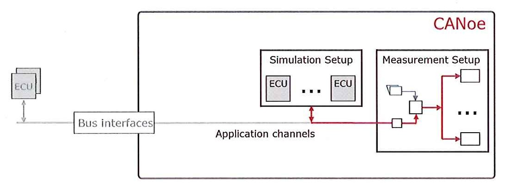 CANoe
Simulation Setup
Measurement Setup
ECU
ECU
...
ECU
...
Bus interfaces
Application channels